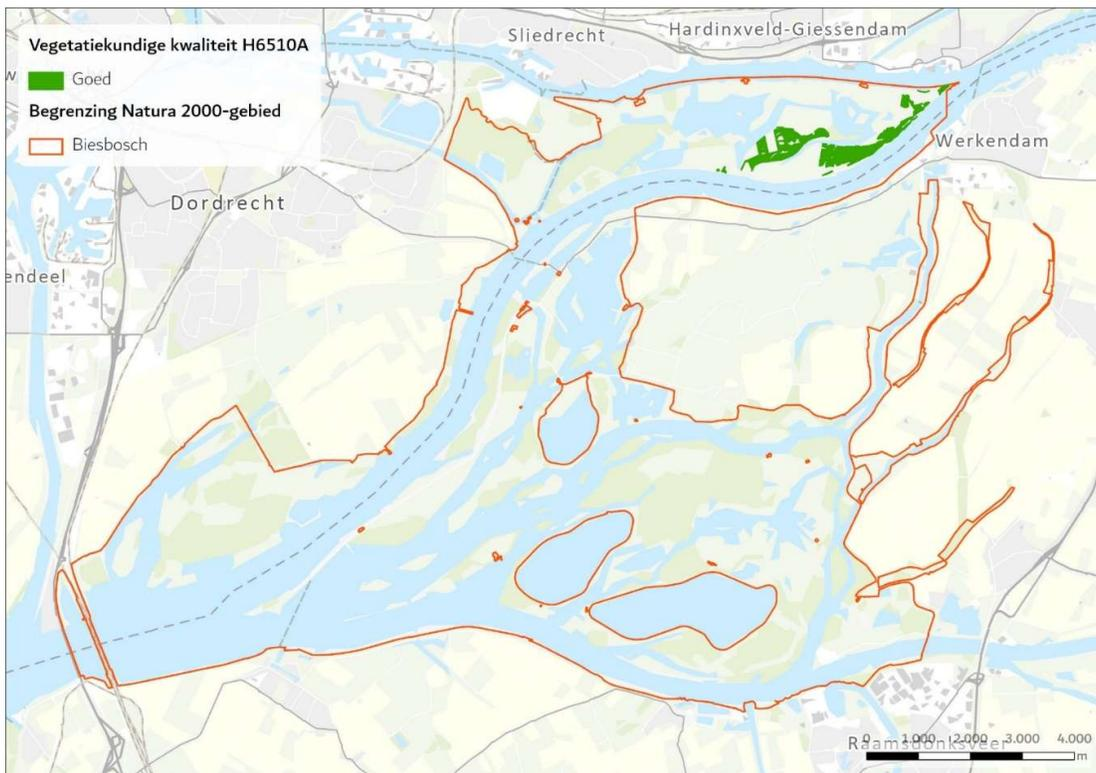 Vegetatiekundige kwaliteit H6510A
Goed
Begrenzing Natura 2000-gebied
Biesbosch
Sliedrecht
Hardinxveld-Giessendam
w
Werkendam
Dordrecht
endeel
Raamsdonksveer
0 1.000 2.000 3.000 4.000
m